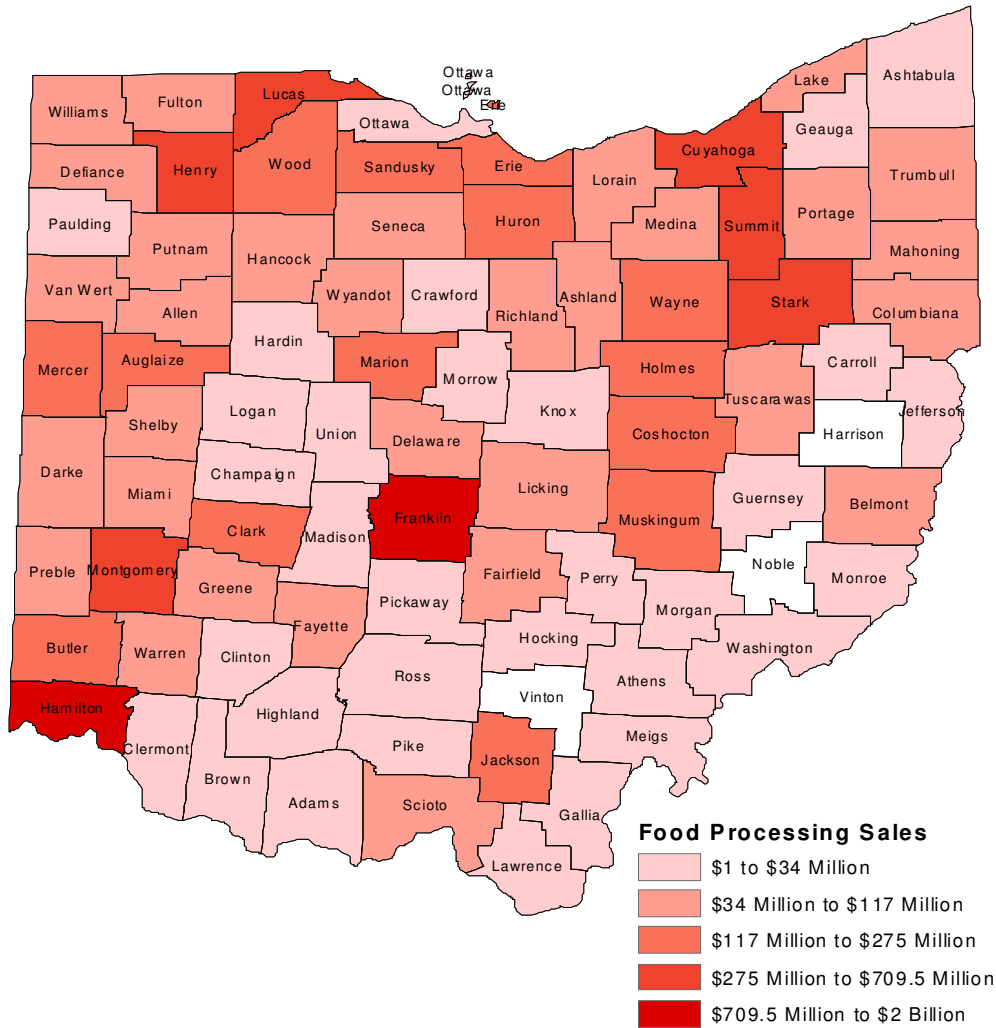 Ottawa
Ottawa
Erie
Ashtabula
Lake
Lucas
Fulton
Williams
Ottawa
Geauga
Cuyahoga
Wood
Sandusky
Erie
Henry
Defiance
Lorain
Trumbull
Portage
Paulding
Seneca
Huron
Medina
Summit
Putnam
Mahoning
Hancock
Van Wert
Wyandot
Crawford
Ashland
Wayne
Stark
Allen
Richland
Columbiana
Hardin
Auglaize
Marion
Carroll
Mercer
Holmes
Morrow
Tuscarawas
Logan
Knox
Jefferson
Shelby
Union
Delaware
Coshocton
Harrison
Darke
Champaign
Miami
Licking
Guernsey
Belmont
Franklin
Muskingum
Clark
Madison
Preble
Montgomery
Noble
Fairfield
Perry
Monroe
Greene
Pickaway
Morgan
Fayette
Hocking
Butler
Warren
Clinton
Washington
Ross
Athens
Vinton
Hamilton
Highland
Meigs
Clermont
Pike
Jackson
Brown
Adams
Scioto
Gallia
Lawrence
Food Processing Sales
$1 to $34 Million
$34 Million to $117 Million
$117 Million to $275 Million
$275 Million to $709.5 Million
$709.5 Million to $2 Billion